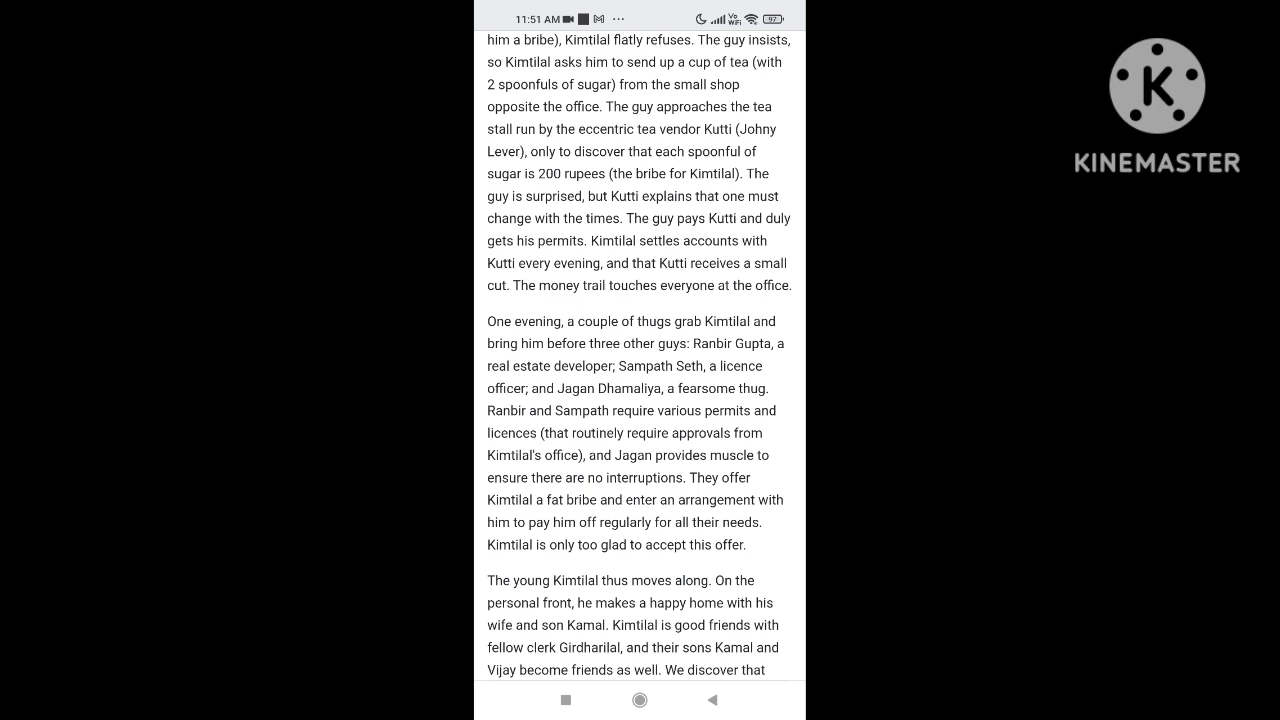 11:51 AM
Vo
WiFi
97
him a bribe), Kimtilal flatly refuses. The guy insists,
so Kimtilal asks him to send up a cup of tea (with
2 spoonfuls of sugar) from the small shop
opposite the office. The guy approaches the tea
stall run by the eccentric tea vendor Kutti (Johny
Lever), only to discover that each spoonful of
sugar is 200 rupees (the bribe for Kimtilal). The
guy is surprised, but Kutti explains that one must
change with the times. The guy pays Kutti and duly
gets his permits. Kimtilal settles accounts with
Kutti every evening, and that Kutti receives a small
cut. The money trail touches everyone at the office.
One evening, a couple of thugs grab Kimtilal and
bring him before three other guys: Ranbir Gupta, a
real estate developer; Sampath Seth, a licence
officer; and Jagan Dhamaliya, a fearsome thug.
Ranbir and Sampath require various permits and
licences (that routinely require approvals from
Kimtilal's office), and Jagan provides muscle to
ensure there are no interruptions. They offer
Kimtilal a fat bribe and enter an arrangement with
him to pay him off regularly for all their needs.
Kimtilal is only too glad to accept this offer.
The young Kimtilal thus moves along. On the
personal front, he makes a happy home with his
wife and son Kamal. Kimtilal is good friends with
fellow clerk Girdharilal, and their sons Kamal and
Vijay become friends as well. We discover that
K
KINEMASTER